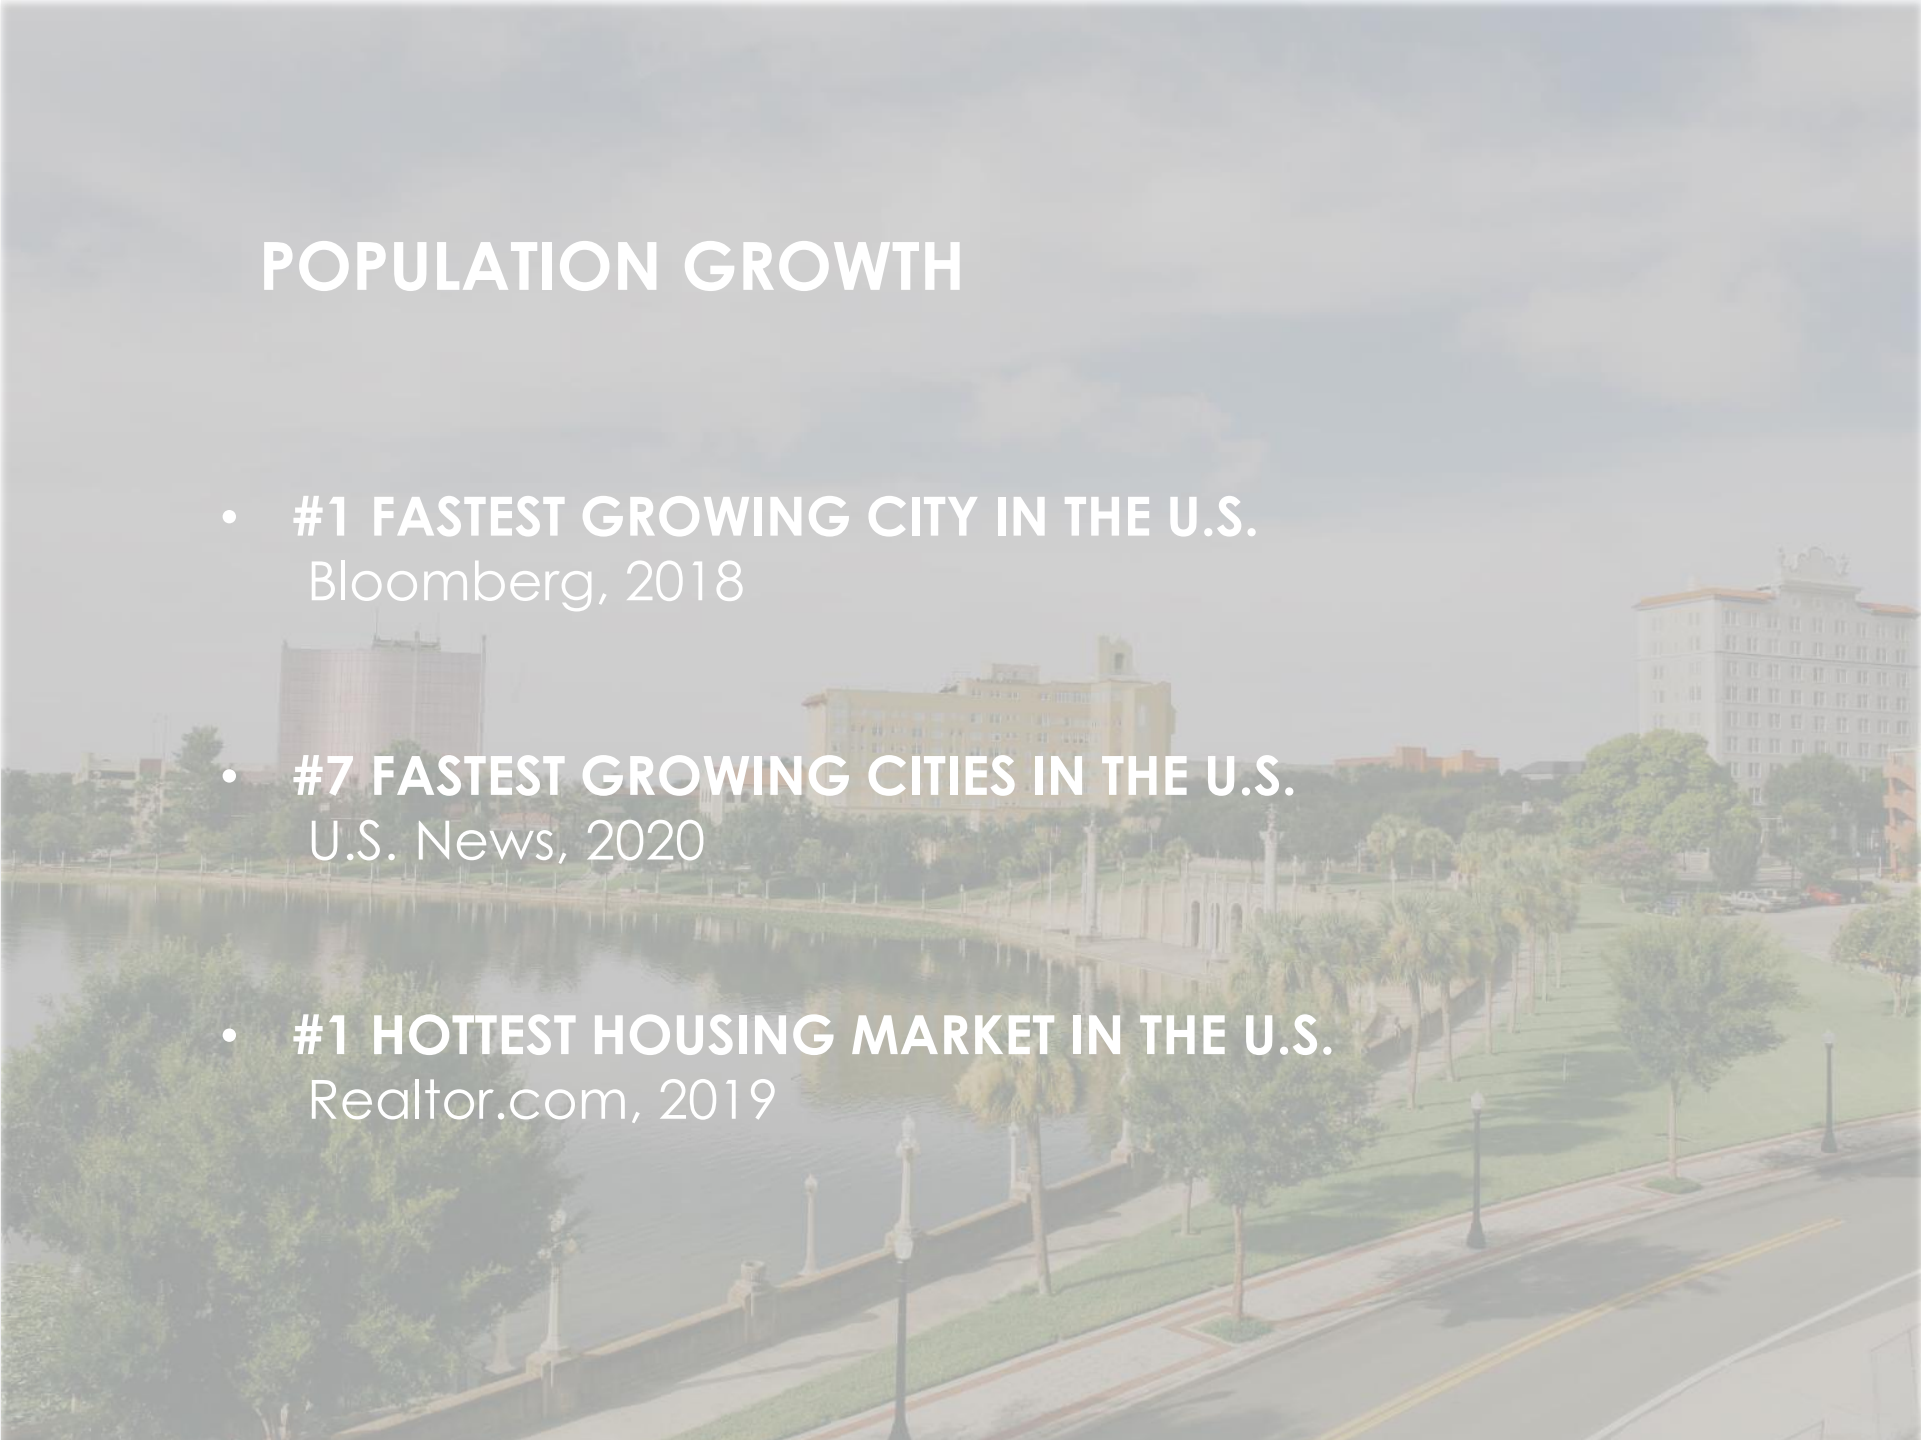 POPULATION GROWTH
• #1 FASTEST GROWING CITY IN THE U.S.
Bloomberg, 2018
• #7 FASTEST GROWING CITIES IN THE U.S.
U.S. News, 2020
• #1 HOTTEST HOUSING MARKET IN THE U.S.
Realtor.com, 2019